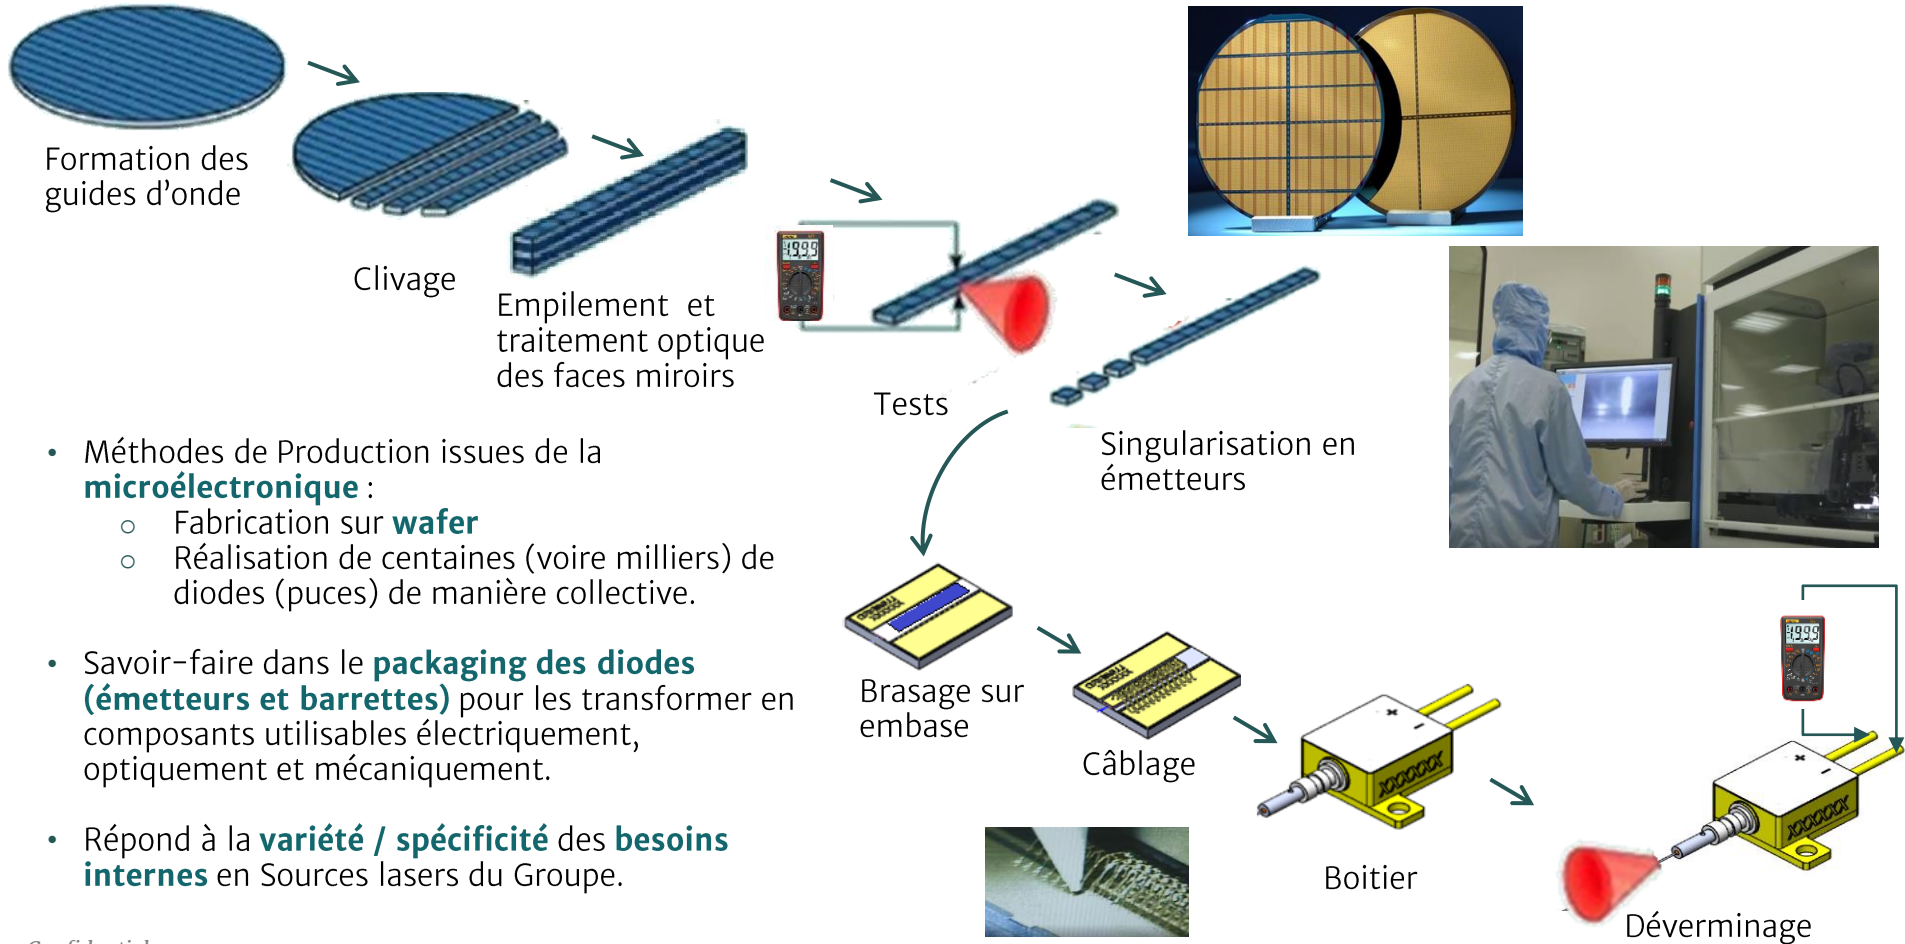 Formation des
guides d'onde
Clivage
Empilement et
traitement optique
des faces miroirs
Tests
Singularisation en
émetteurs
• Méthodes de Production issues de la
microélectronique :
o Fabrication sur wafer
o Réalisation de centaines (voire milliers) de
diodes (puces) de manière collective.
• Savoir-faire dans le packaging des diodes
(émetteurs et barrettes) pour les transformer en
composants utilisables électriquement,
optiquement et mécaniquement.
• Répond à la variété / spécificité des besoins
internes en Sources lasers du Groupe.
Brasage sur
embase
Câblage
+ −
XXXXXX
Boitier
1999
+ −
XXXXXX
Déverminage